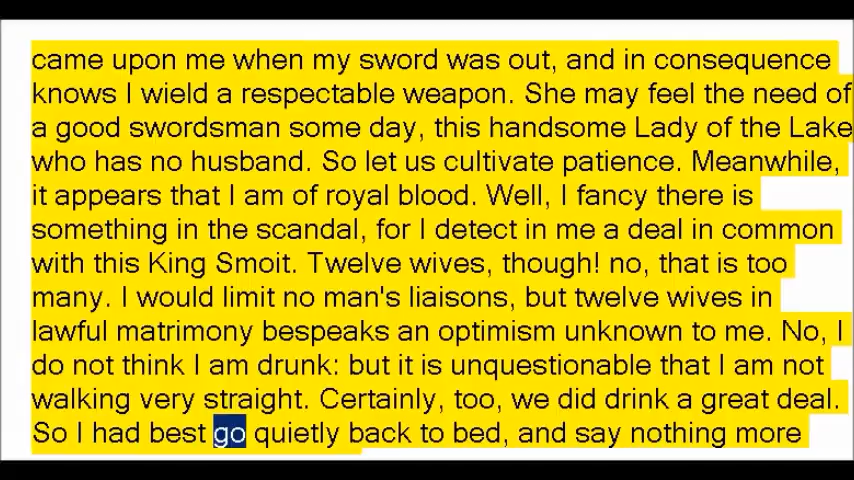 came upon me when my sword was out, and in consequence
knows I wield a respectable weapon. She may feel the need of
a good swordsman some day, this handsome Lady of the Lake
who has no husband. So let us cultivate patience. Meanwhile,
it appears that I am of royal blood. Well, I fancy there is
something in the scandal, for I detect in me a deal in common
with this King Smoit. Twelve wives, though! no, that is too
many. I would limit no man's liaisons, but twelve wives in
lawful matrimony bespeaks an optimism unknown to me. No, I
do not think I am drunk: but it is unquestionable that I am not
walking very straight. Certainly, too, we did drink a great deal.
So I had best go quietly back to bed, and say nothing more